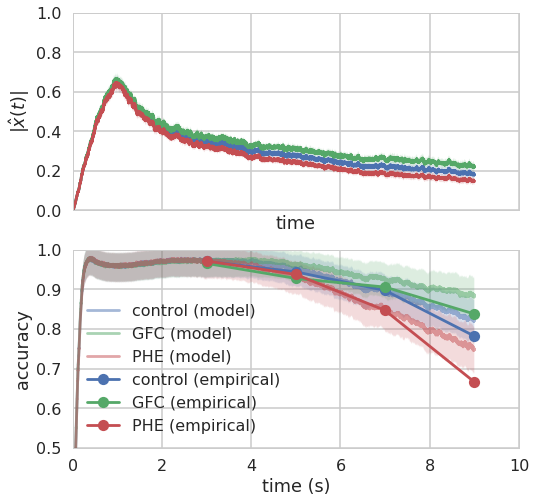 1.0
0.8
0.6
0.4
0.2
0.0
|x̂(t)|
time
1.0
0.9
0.8
0.7
0.6
0.5
accuracy
control (model)
GFC (model)
PHE (model)
control (empirical)
GFC (empirical)
PHE (empirical)
0 2 4 6 8 10
time (s)